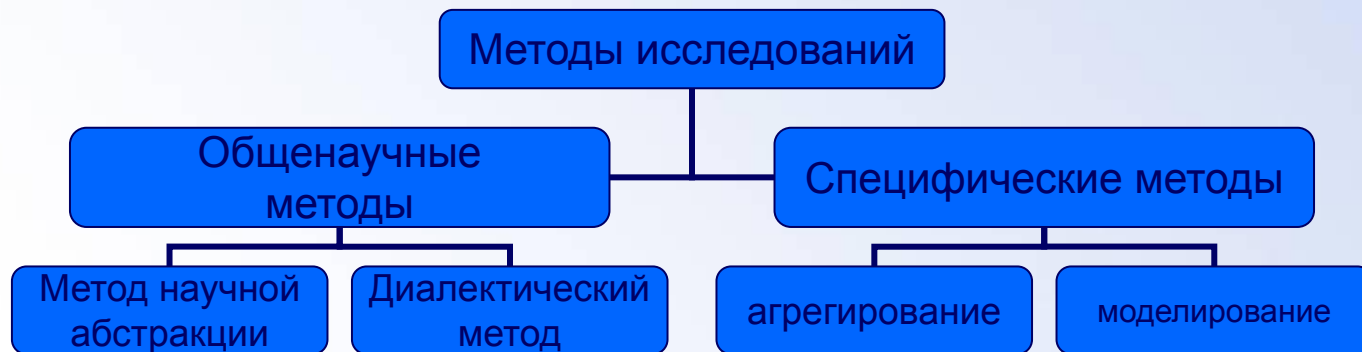 Методы исследований
Общенаучные
методы
Специфические методы
Метод научной
абстракции
Диалектический
метод
агрегирование
моделирование